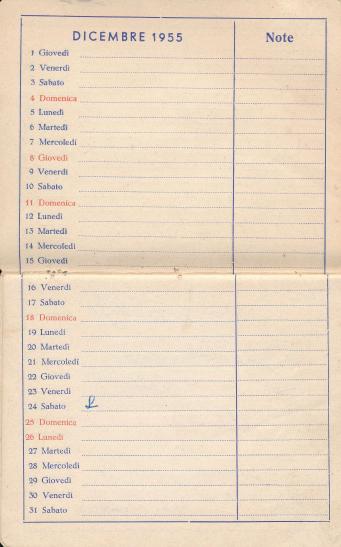 DICEMBRE 1955 Note
1 Giovedì
2 Venerdì
3 Sabato
4 Domenica
5 Lunedì
6 Martedì
7 Mercoledì
8 Giovedì
9 Venerdì
10 Sabato
11 Domenica
12 Lunedì
13 Martedì
14 Mercoledì
15 Giovedì
16 Venerdì
17 Sabato
18 Domenica
19 Lunedì
20 Martedì
21 Mercoledì
22 Giovedì
23 Venerdì
24 Sabato
25 Domenica
26 Lunedì
27 Martedì
28 Mercoledì
29 Giovedì
30 Venerdì
31 Sabato